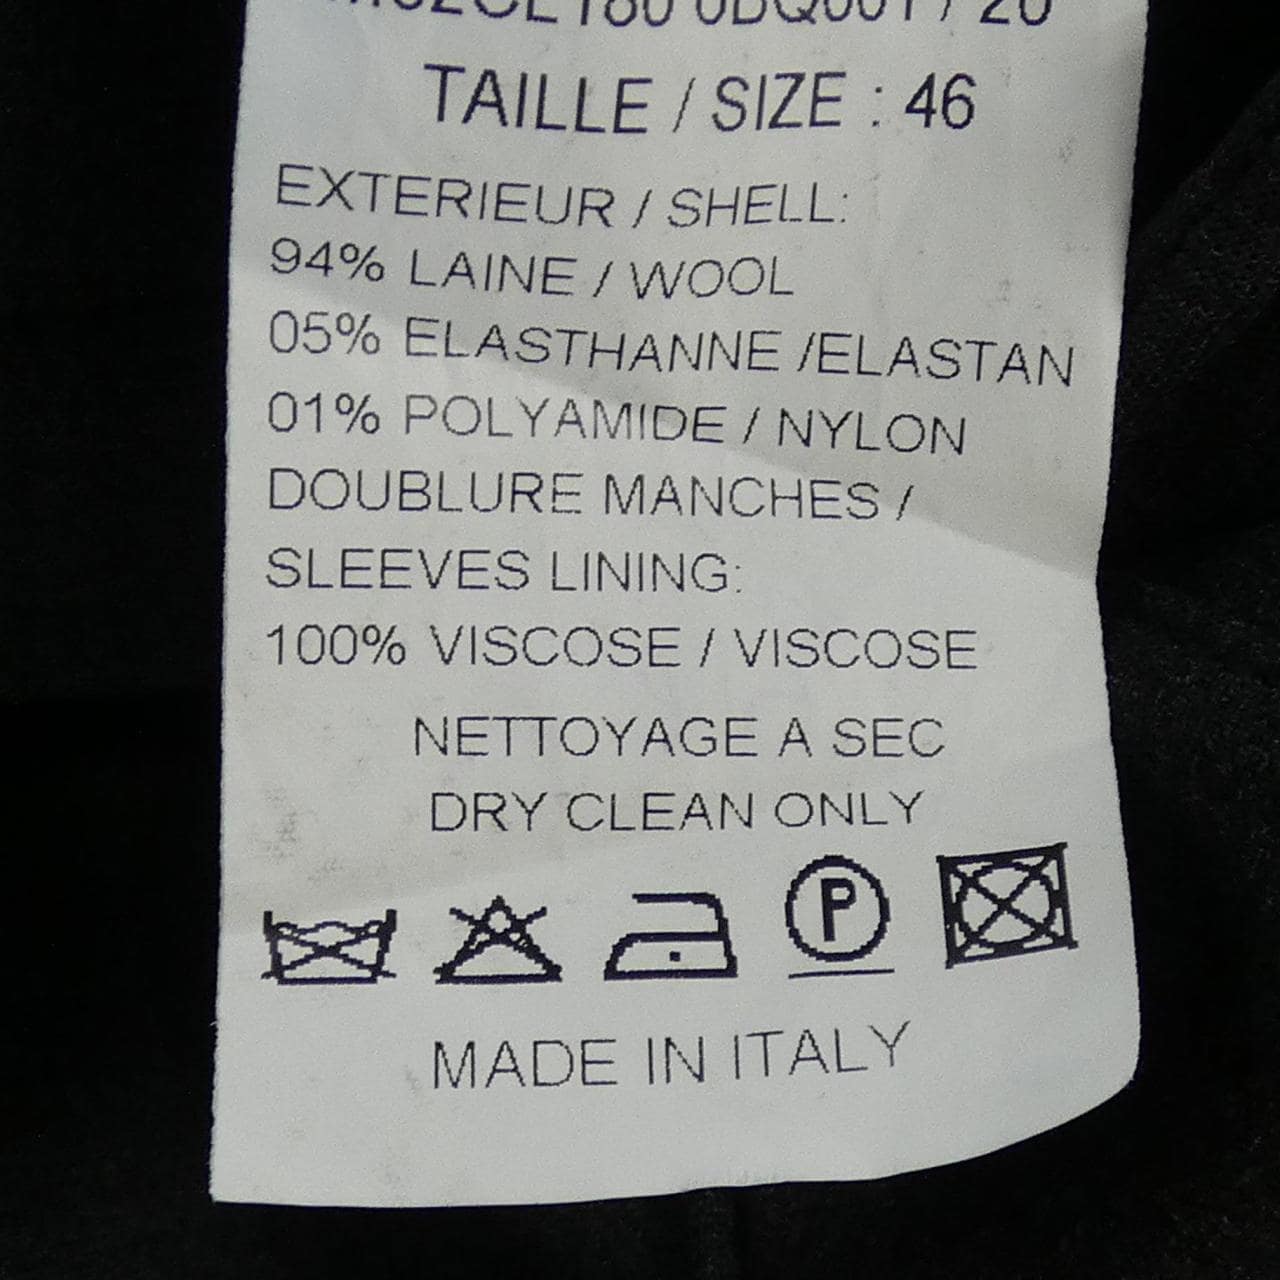 TAILLE / SIZE : 46
EXTERIEUR / SHELL:
94% LAINE / WOOL
05% ELASTHANNE /ELASTAN
01% POLYAMIDE / NYLON
DOUBLURE MANCHES /
SLEEVES LINING:
100% VISCOSE / VISCOSE
NETTOYAGE A SEC
DRY CLEAN ONLY
P
MADE IN ITALY